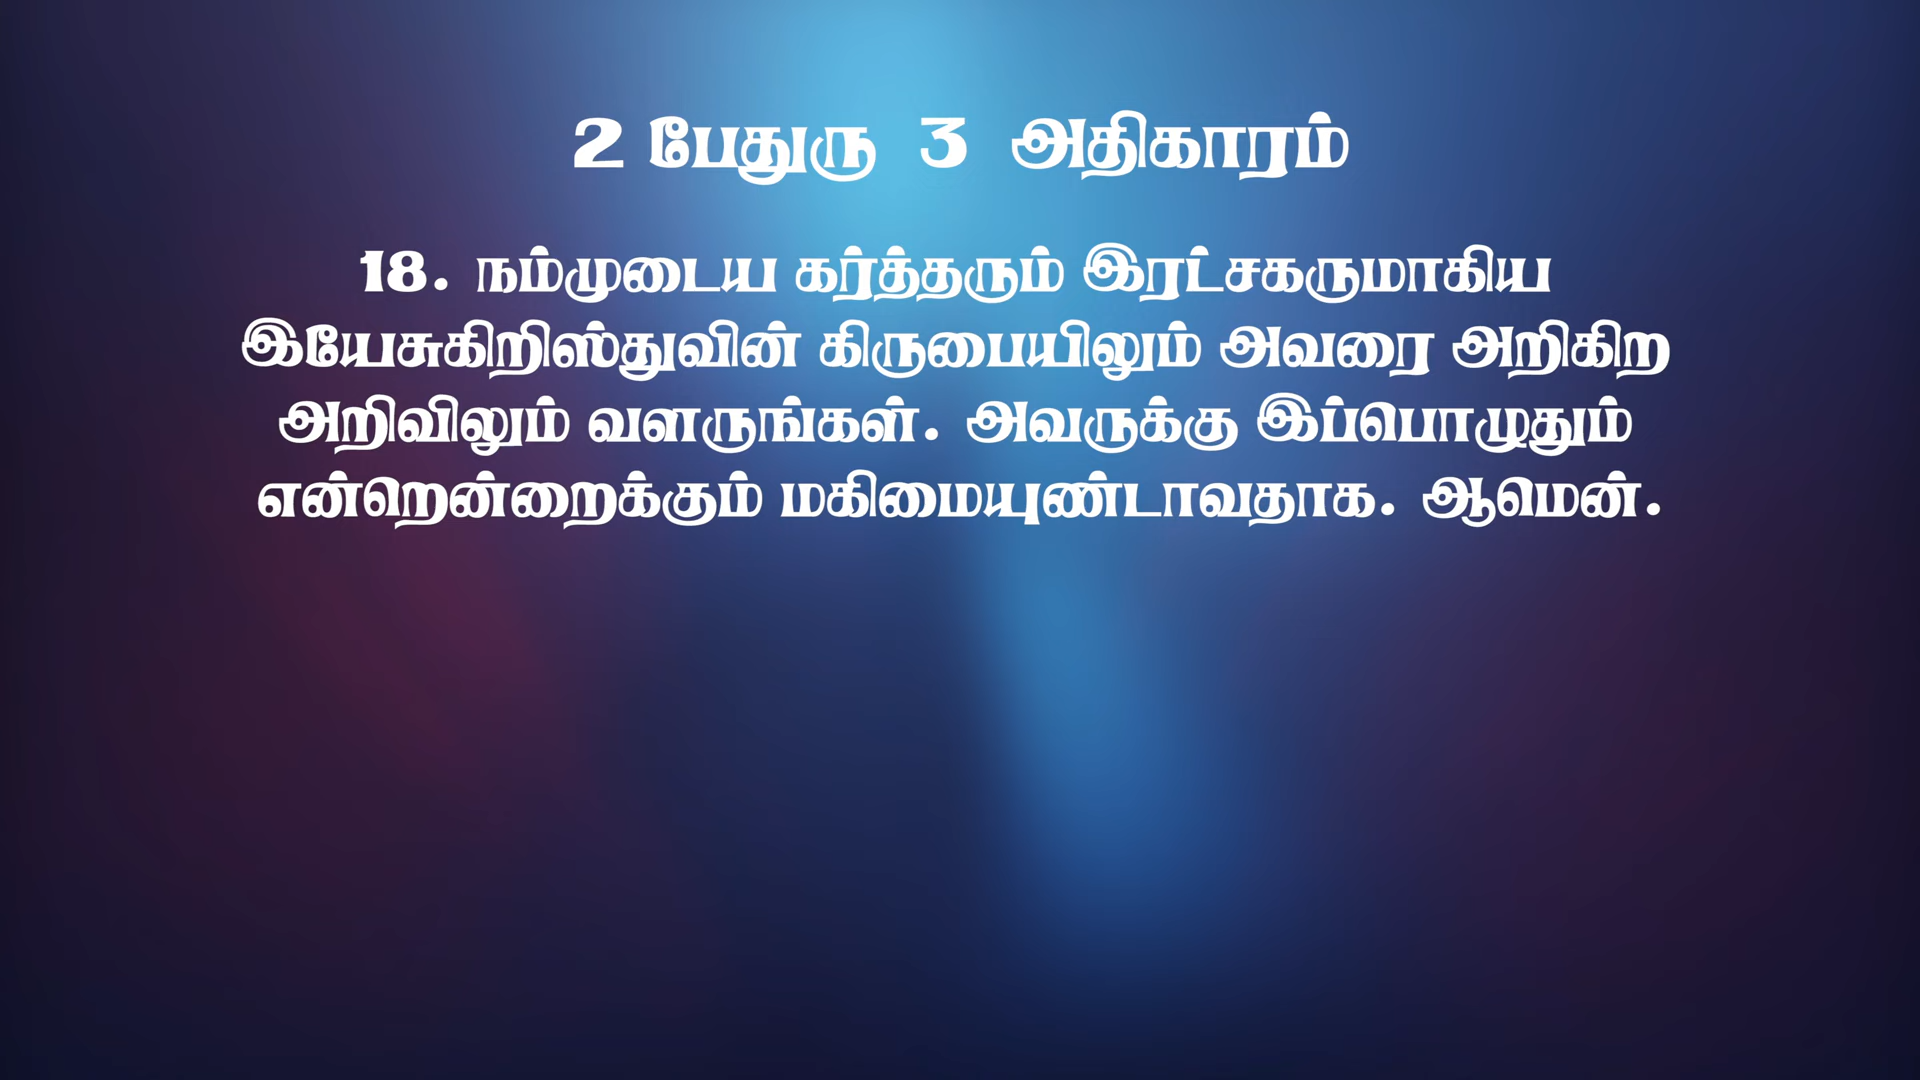 2 பேதுரு 3 அதிகாரம்
18. நம்முடைய கர்த்தரும் இரட்சகருமாகிய
இயேசுகிறிஸ்துவின் கிருபையிலும் அவரை அறிகிற
அறிவிலும் வளருங்கள். அவருக்கு இப்பொழுதும்
என்றென்றைக்கும் மகிமையுண்டாவதாக. ஆமென்.